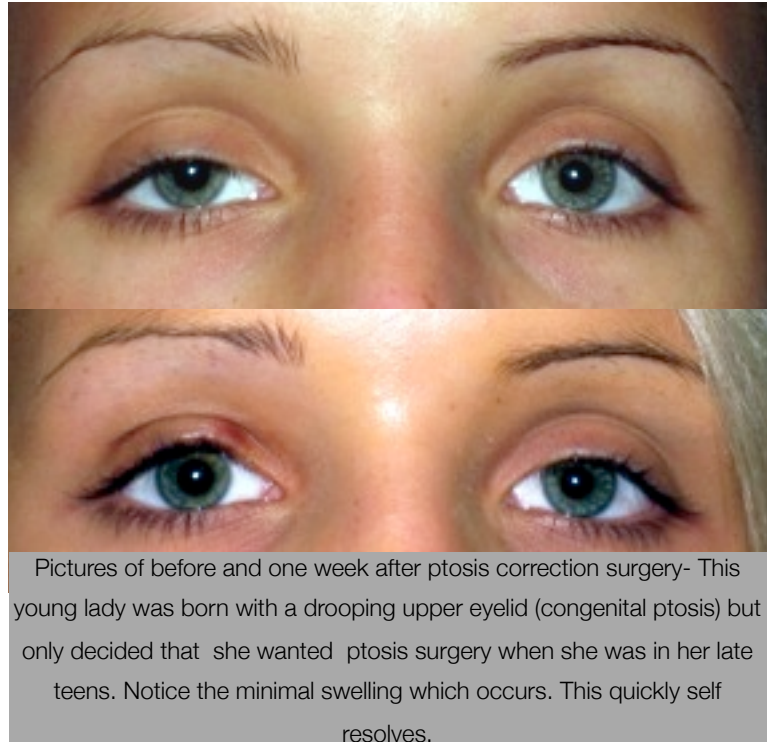 Pictures of before and one week after ptosis correction surgery- This
young lady was born with a drooping upper eyelid (congenital ptosis) but
only decided that  she wanted  ptosis surgery when she was in her late
teens. Notice the minimal swelling which occurs. This quickly self
resolves.